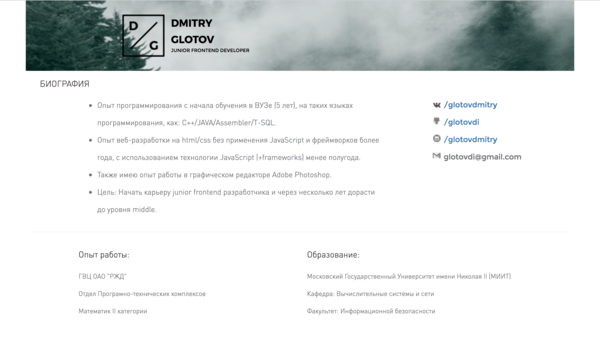 D
G
DMITRY
GLOTOV
JUNIOR FRONTEND DEVELOPER
БИОГРАФИЯ
Опыт программирования с начала обучения в ВУЗе (5 лет), на таких языках
программирования, как: С++/JAVA/Assembler/T-SQL.
Опыт веб-разработки на html/css без применения JavaScript и фреймворков более
года, с использованием технологии JavaScript (+frameworks) менее полугода.
Также имею опыт работы в графическом редакторе Adobe Photoshop.
Цель: Начать карьеру junior frontend разработчика и через несколько лет дорасти
до уровня middle.
/glotovdmitry
/glotovdi
/glotovdmitry
glotovdi@gmail.com
Опыт работы:
ГВЦ ОАО "РЖД"
Отдел Програмно-технических комплексов
Математик II категории
Образование:
Московский Государственный Университет имени Николая II (МИИТ)
Кафедра: Вычислительные системы и сети
Факультет: Информационной безопасности